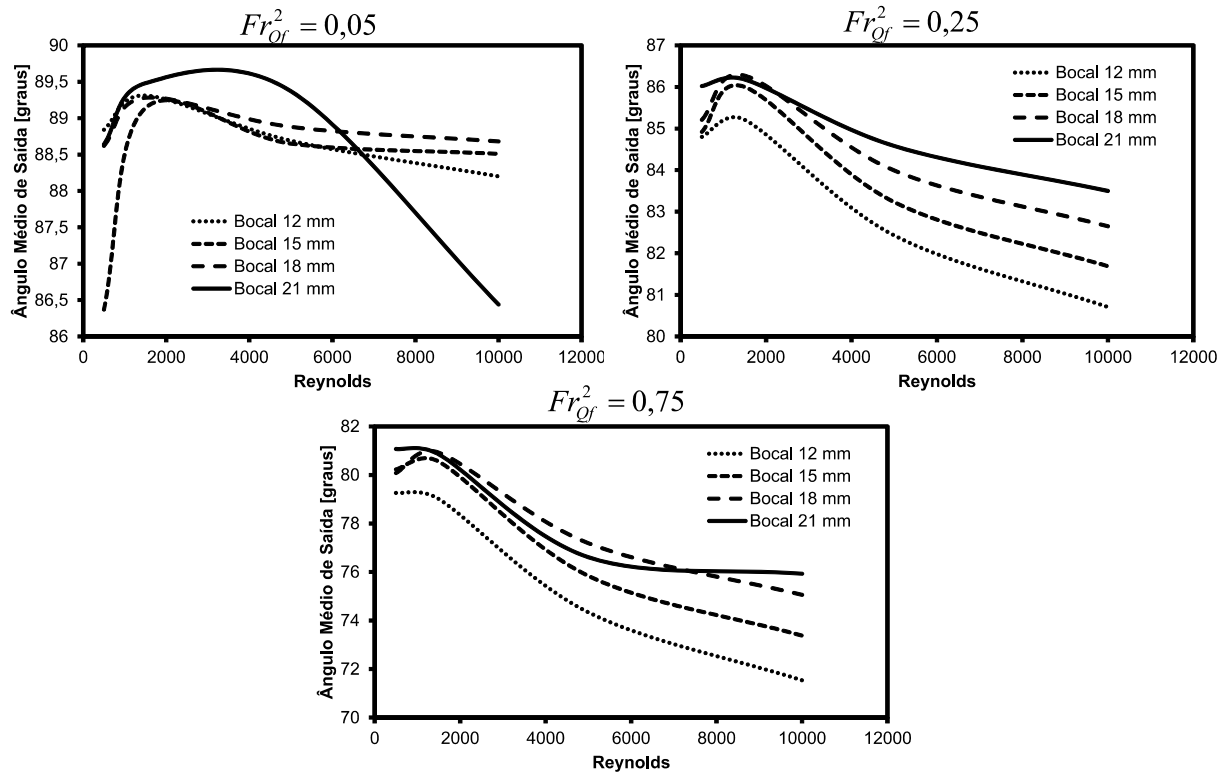 Fr²_Qf = 0,05
Ângulo Médio de Saída [graus]
90
89,5
89
88,5
88
87,5
87
86,5
86
Bocal 12 mm
Bocal 15 mm
Bocal 18 mm
Bocal 21 mm
0 2000 4000 6000 8000 10000 12000
Reynolds
Fr²_Qf = 0,25
Ângulo Médio de Saída [graus]
87
86
85
84
83
82
81
80
Bocal 12 mm
Bocal 15 mm
Bocal 18 mm
Bocal 21 mm
0 2000 4000 6000 8000 10000 12000
Reynolds
Fr²_Qf = 0,75
Ângulo Médio de Saída [graus]
82
80
78
76
74
72
70
Bocal 12 mm
Bocal 15 mm
Bocal 18 mm
Bocal 21 mm
0 2000 4000 6000 8000 10000 12000
Reynolds